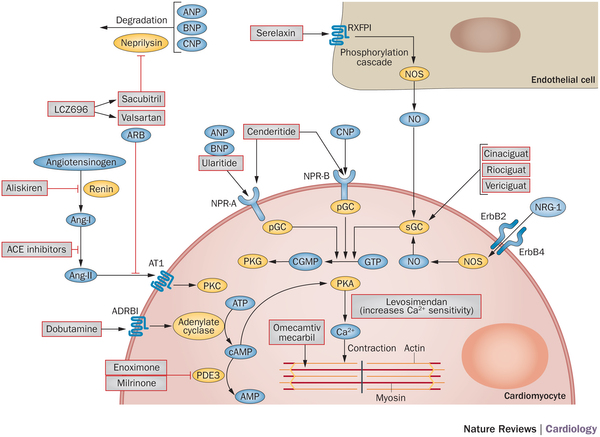 Degradation
ANP
BNP
CNP
Neprilysin
Serelaxin
RXFPI
Phosphorylation
cascade
NOS
Endothelial cell
LCZ696
Sacubitril
Valsartan
ARB
NO
ANP
BNP
Ularitide
Cenderitide
CNP
Cinaciguat
Riociguat
Vericiguat
Angiotensinogen
Aliskiren
Renin
NPR-A
NPR-B
pGC
pGC
sGC
ErbB2
NRG-1
ErbB4
Ang-I
ACE inhibitors
Ang-II
AT1
PKC
PKG
CGMP
GTP
NO
NOS
ADRBI
Dobutamine
Adenylate
cyclase
ATP
cAMP
AMP
PKA
Levosimendan
(increases Ca²⁺ sensitivity)
Ca²⁺
Omecamtiv
mecarbil
Contraction
Actin
Myosin
Enoximone
Milrinone
PDE3
Cardiomyocyte
Nature Reviews | Cardiology